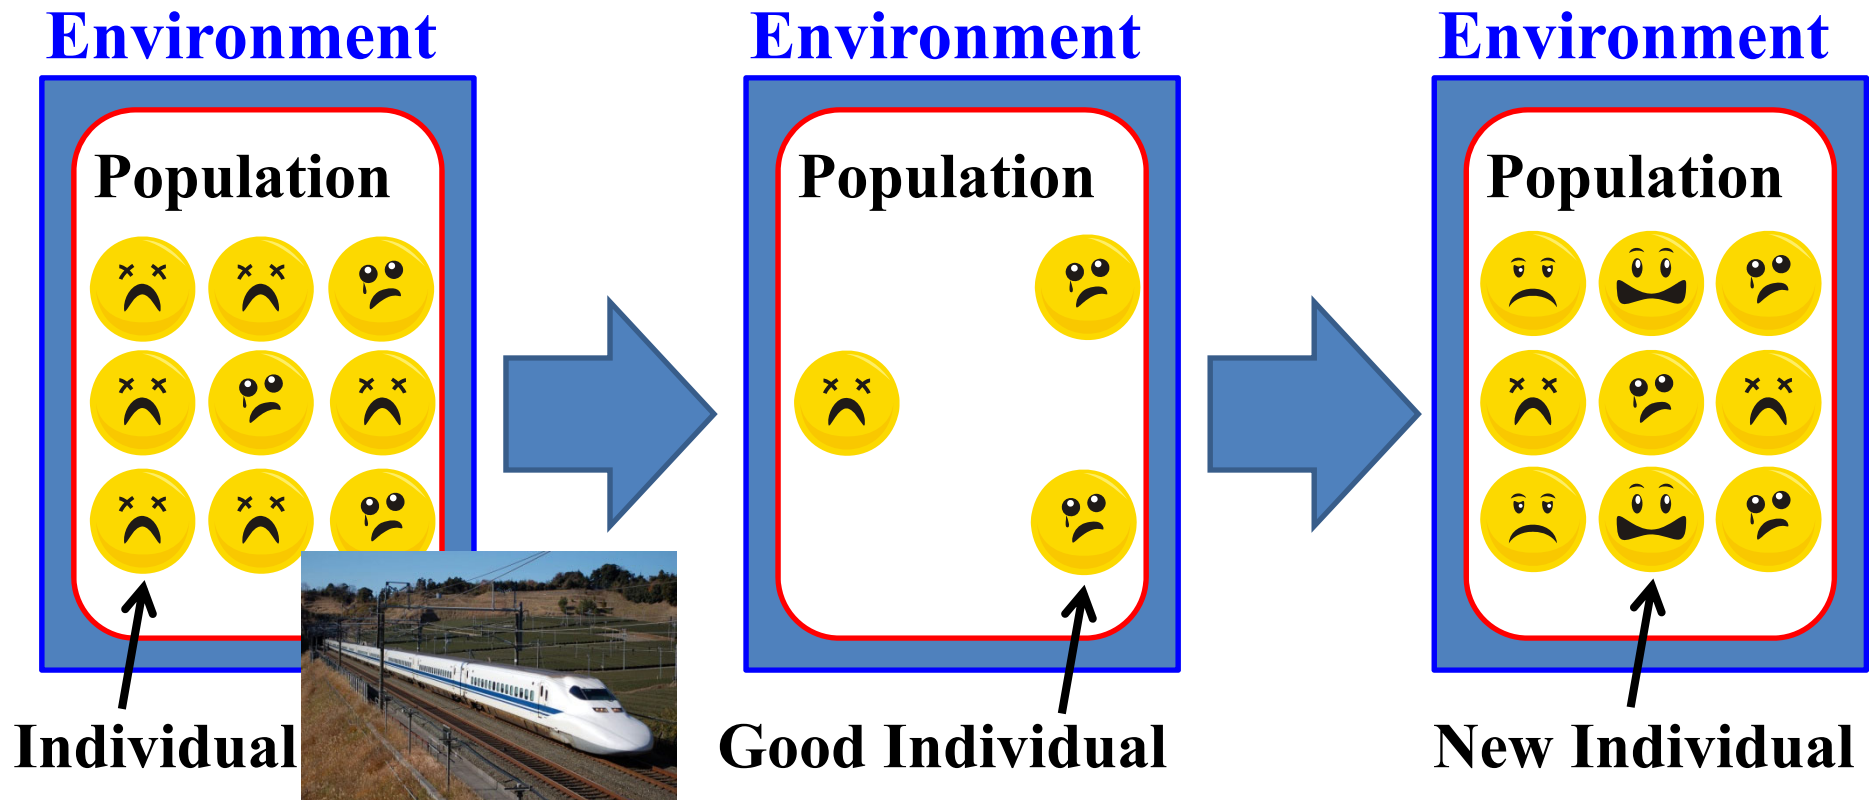 Environment
Environment
Environment
Population
Population
Population
Individual
Good Individual
New Individual